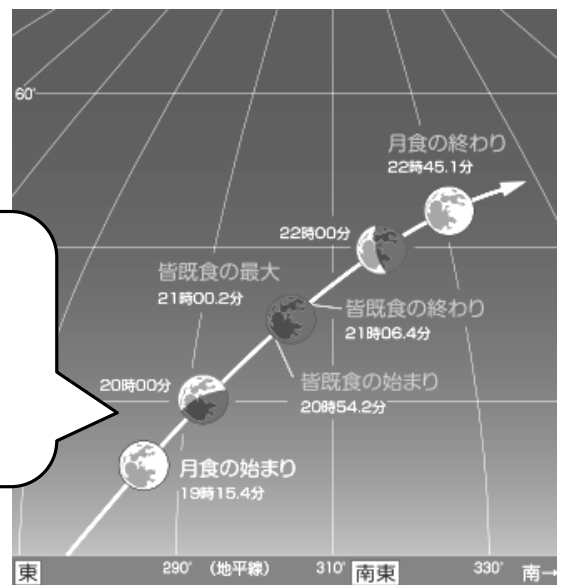 60°
月食の終わり
22時45.1分
22時00分
皆既食の最大
21時00.2分
皆既食の終わり
21時06.4分
20時00分
皆既食の始まり
20時54.2分
月食の始まり
19時15.4分
東
290°
(地平線)
310°
南東
330°
南→